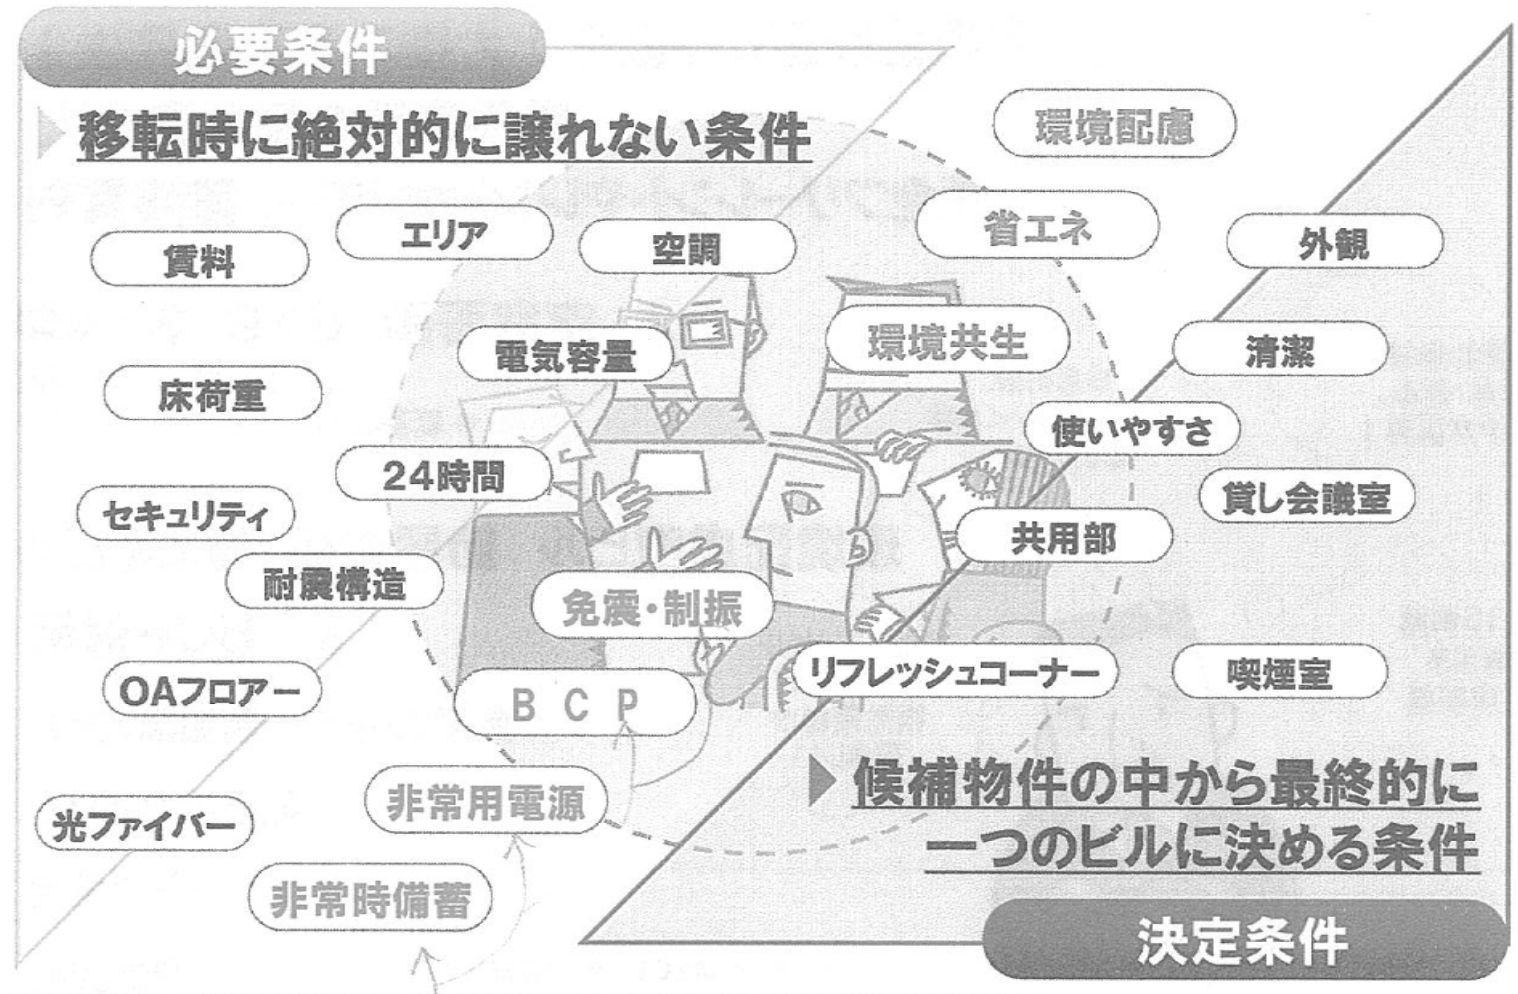 必要条件
移転時に絶対的に譲れない条件
環境配慮
エリア
空調
省エネ
外観
賃料
電気容量
環境共生
清潔
床荷重
使いやすさ
24時間
貸し会議室
セキュリティ
共用部
耐震構造
免震・制振
リフレッシュコーナー
喫煙室
OAフロアー
BCP
候補物件の中から最終的に
一つのビルに決める条件
非常用電源
光ファイバー
非常時備蓄
決定条件